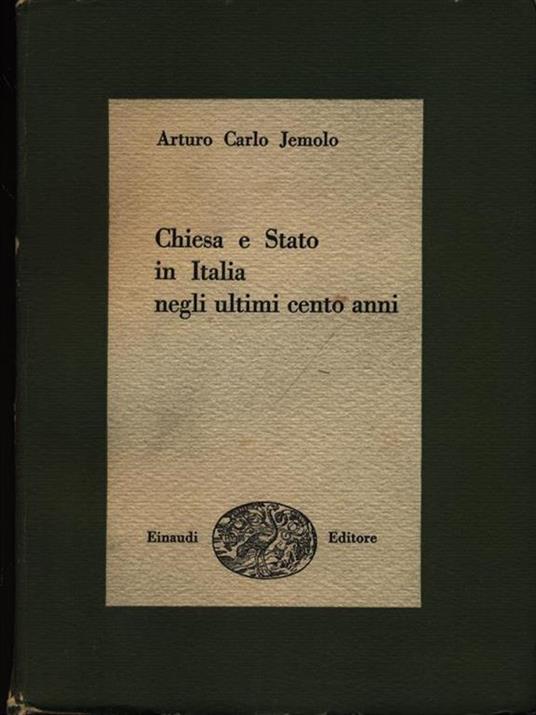 Arturo Carlo Jemolo
Chiesa e Stato
in Italia
negli ultimi cento anni
Einaudi Editore